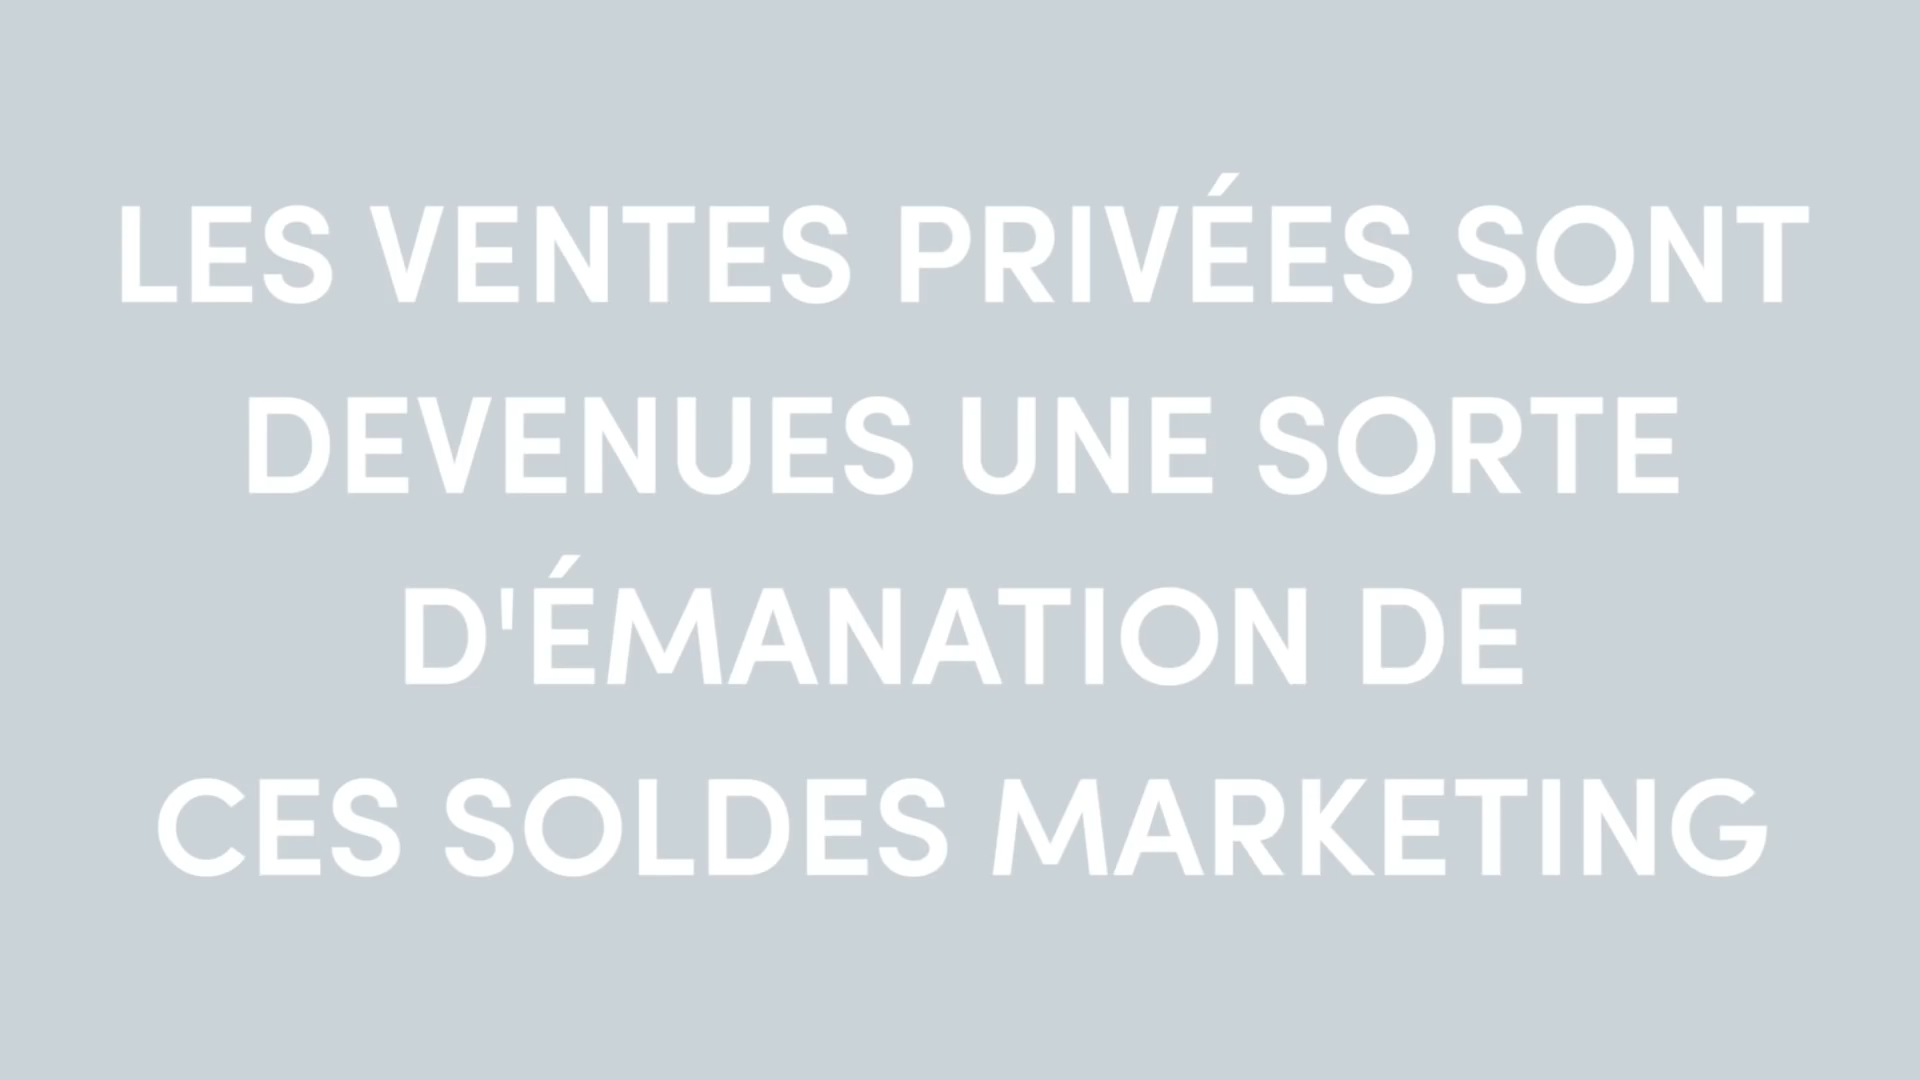 LES VENTES PRIVÉES SONT
DEVENUES UNE SORTE
D'ÉMANATION DE
CES SOLDES MARKETING